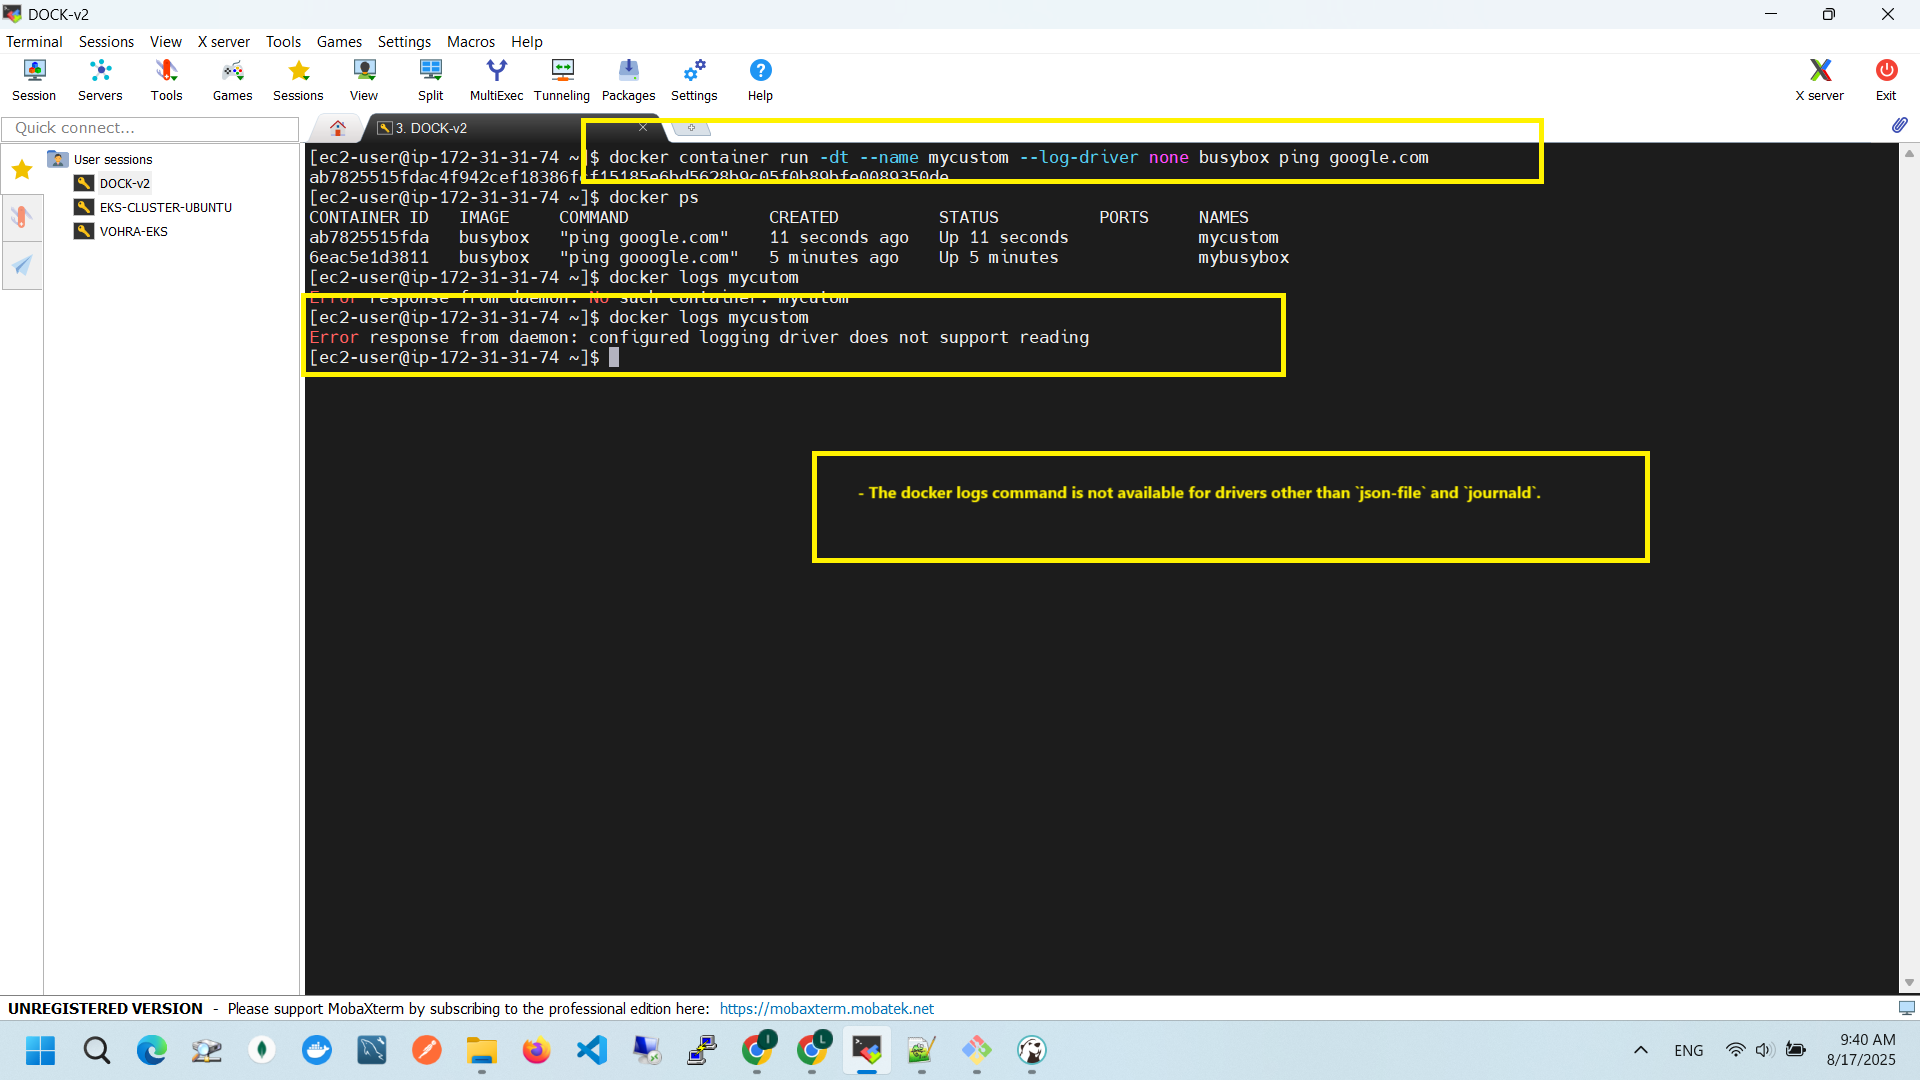 DOCK-v2
Terminal Sessions View X server Tools Games Settings Macros Help
Session Servers Tools Games Sessions View Split MultiExec Tunneling Packages Settings Help X server Exit
Quick connect...
3. DOCK-v2
User sessions
DOCK-v2
EKS-CLUSTER-UBUNTU
VOHRA-EKS
[ec2-user@ip-172-31-31-74 ~]$ docker container run -dt --name mycustom --log-driver none busybox ping google.com
[ec2-user@ip-172-31-31-74 ~]$ docker ps
CONTAINER ID IMAGE COMMAND CREATED STATUS PORTS NAMES
ab7825515fda busybox "ping google.com" 11 seconds ago Up 11 seconds mycustom
6eac5e1d3811 busybox "ping gooogle.com" 5 minutes ago Up 5 minutes mybusybox
[ec2-user@ip-172-31-31-74 ~]$ docker logs mycutom
Error response from daemon: No such container: mycutom
[ec2-user@ip-172-31-31-74 ~]$ docker logs mycustom
Error response from daemon: configured logging driver does not support reading
[ec2-user@ip-172-31-31-74 ~]$
- The docker logs command is not available for drivers other than `json-file` and `journald`.
UNREGISTERED VERSION - Please support MobaXterm by subscribing to the professional edition here: https://mobaxterm.mobatek.net
ENG
9:40 AM
8/17/2025